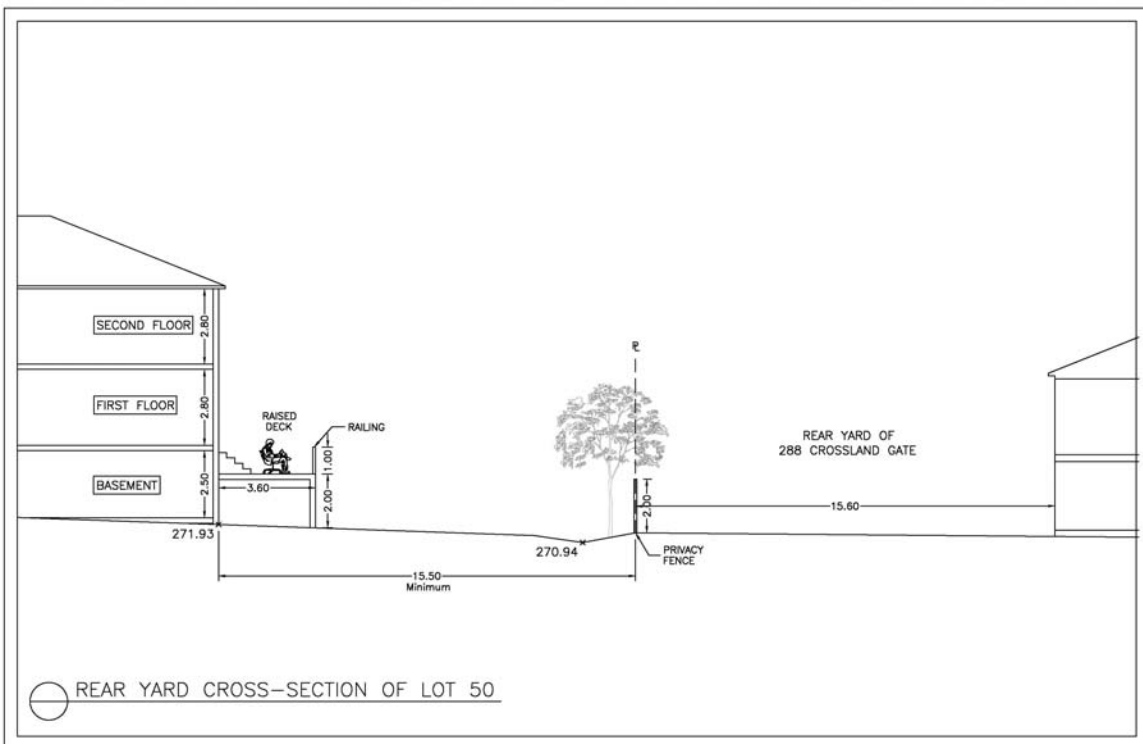 SECOND FLOOR
2.80
FIRST FLOOR
2.80
BASEMENT
2.50
RAISED
DECK
RAILING
1.00
2.00
3.60
271.93
270.94
15.50
Minimum
PL
2.00
PRIVACY
FENCE
REAR YARD OF
288 CROSSLAND GATE
15.60
REAR YARD CROSS-SECTION OF LOT 50